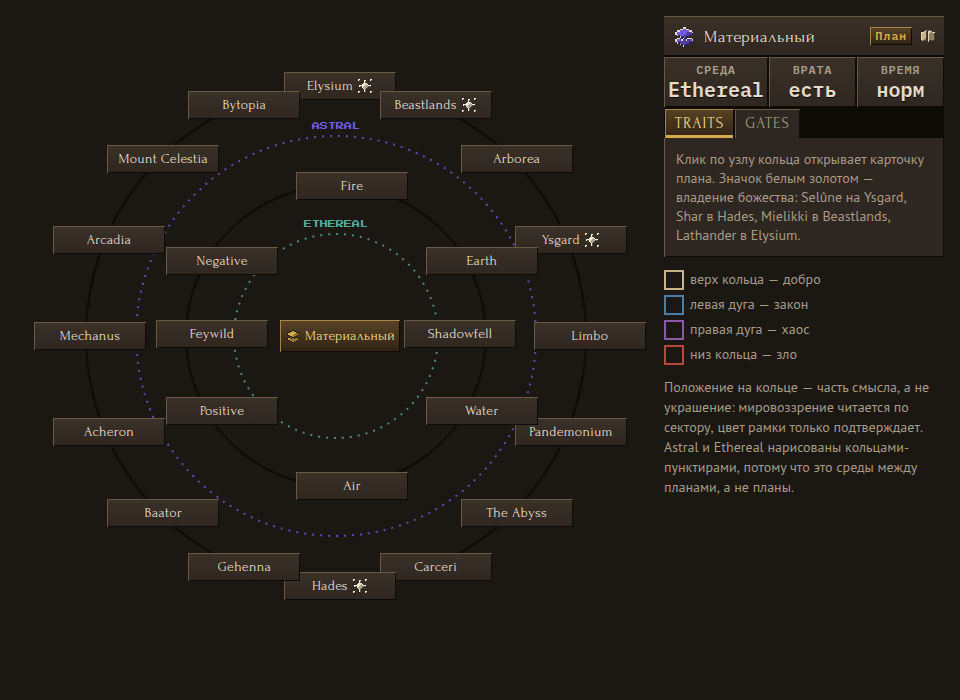 Elysium
Bytopia
Beastlands
ASTRAL
Mount Celestia
Arborea
Fire
ETHEREAL
Arcadia
Ysgard
Negative
Earth
Mechanus
Feywild
Материальный
Shadowfell
Limbo
Positive
Water
Acheron
Pandemonium
Air
Baator
The Abyss
Gehenna
Carceri
Hades
Материальный
План
СРЕДА
Ethereal
ВРАТА
есть
ВРЕМЯ
норм
TRAITS
GATES
Клик по узлу кольца открывает карточку
плана. Значок белым золотом —
владение божества: Selûne на Ysgard,
Shar в Hades, Mielikki в Beastlands,
Lathander в Elysium.
верх кольца — добро
левая дуга — закон
правая дуга — хаос
низ кольца — зло
Положение на кольце — часть смысла, а не
украшение: мировоззрение читается по
сектору, цвет рамки только подтверждает.
Astral и Ethereal нарисованы кольцами-
пунктирами, потому что это среды между
планами, а не планы.